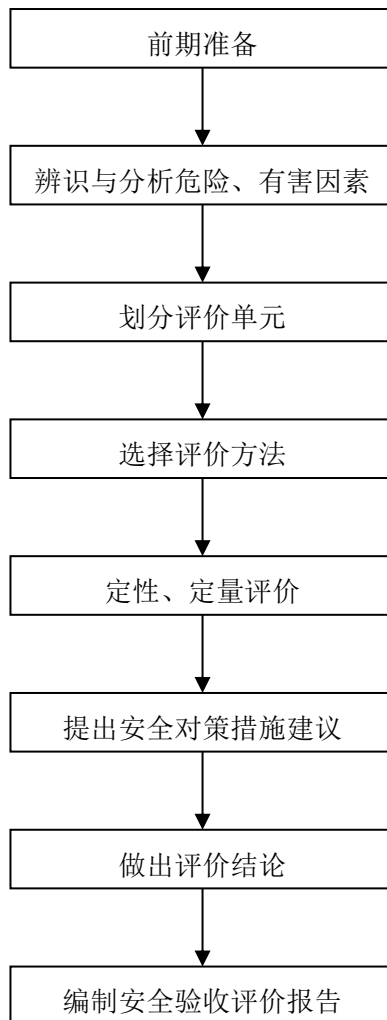 前期准备
辨识与分析危险、有害因素
划分评价单元
选择评价方法
定性、定量评价
提出安全对策措施建议
做出评价结论
编制安全验收评价报告